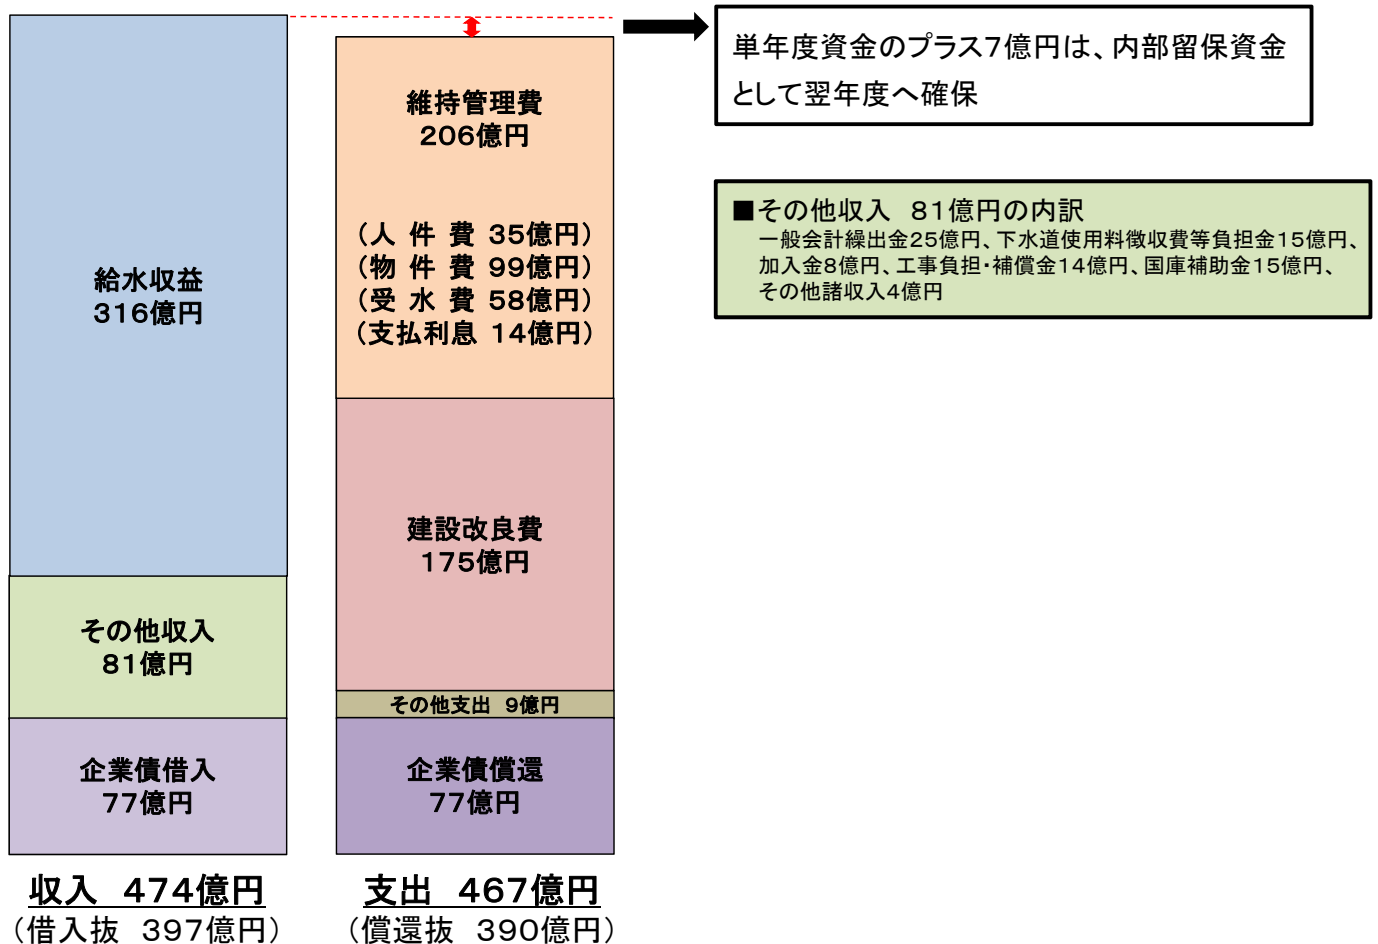 給水収益
316億円
その他収入
81億円
企業債借入
77億円
収入　474億円
（借入抜　397億円）
維持管理費
206億円
（人 件 費 35億円）
（物 件 費 99億円）
（受 水 費 58億円）
（支払利息 14億円）
建設改良費
175億円
その他支出 9億円
企業債償還
77億円
支出　467億円
（償還抜　390億円）
単年度資金のプラス7億円は、内部留保資金
として翌年度へ確保
■その他収入　81億円の内訳
一般会計繰出金25億円、下水道使用料徴収費等負担金15億円、
加入金8億円、工事負担・補償金14億円、国庫補助金15億円、
その他諸収入4億円